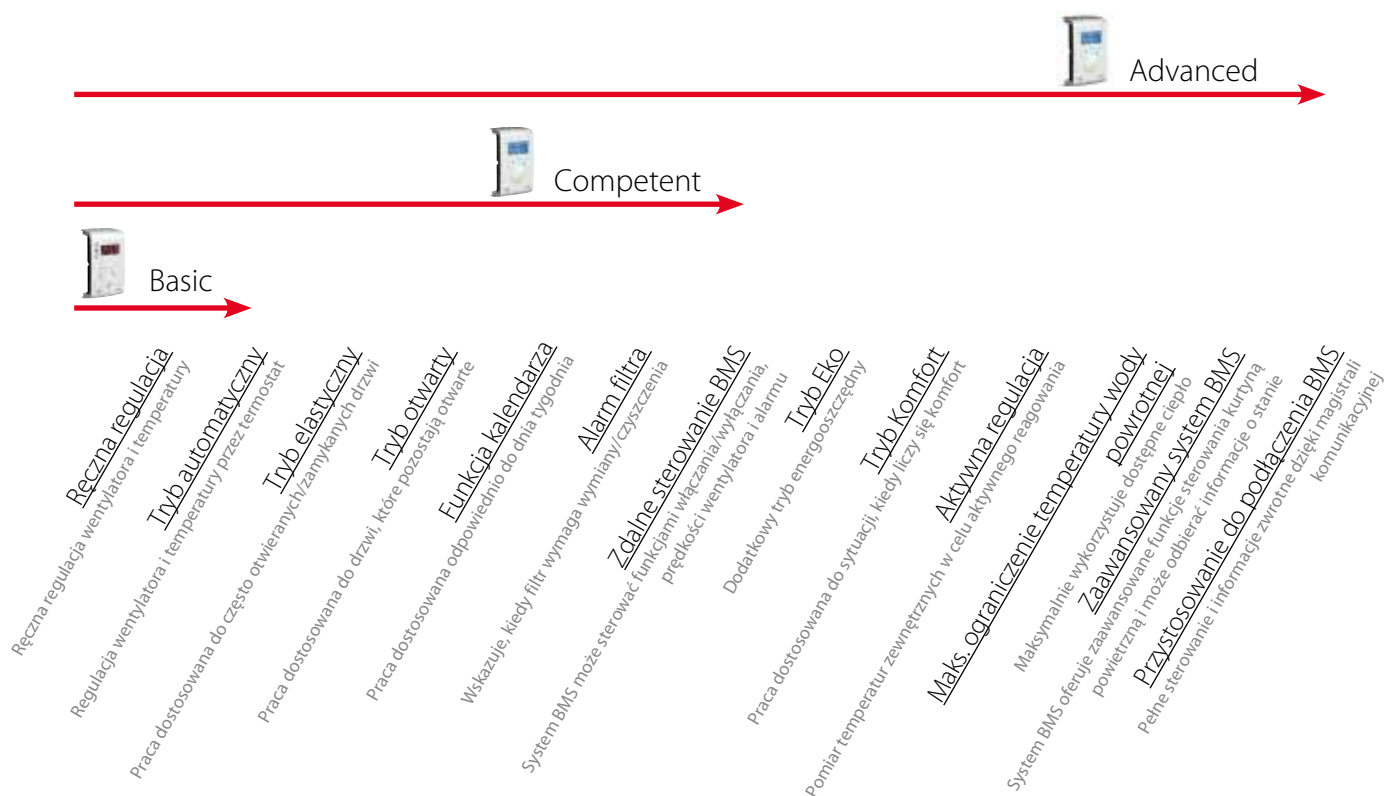 Advanced
Competent
Basic
Ręczna regulacja
Ręczna regulacja wentylatora i temperatury
Tryb automatyczny
Regulacja wentylatora i temperatury przez termostat
Tryb elastyczny
Praca dostosowana do często otwieranych/zamykanych drzwi
Tryb otwarty
Praca dostosowana do drzwi, które pozostają otwarte
Funkcja kalendarza
Praca dostosowana odpowiednio do dnia tygodnia
Alarm filtra
Wskazuje, kiedy filtr wymaga wymiany/czyszczenia
Zdalne sterowanie BMS
System BMS może sterować funkcjami włączania/wyłączania,
prędkości wentylatora i alarmu
Tryb Eko
Dodatkowy tryb energooszczędny
Tryb Komfort
Praca dostosowana do sytuacji, kiedy liczy się komfort
Aktywna regulacja
Pomiar temperatur zewnętrznych w celu aktywnego reagowania
Maks. ograniczenie temperatury wody
powrotnej
Maksymalnie wykorzystuje dostępne ciepło
Zaawansowany system BMS
System BMS oferuje zaawansowane funkcje sterowania kurtyną
powietrzną i może odbierać informacje o stanie
Przystosowanie do podłączenia BMS
Pełne sterowanie i informacje zwrotne dzięki magistrali
komunikacyjnej